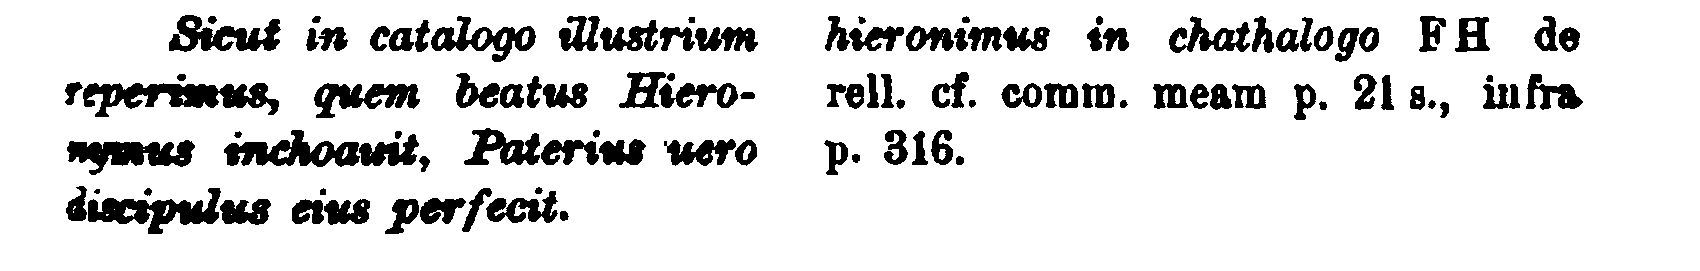 Sicut in catalogo illustrium
reperimus, quem beatus Hiero-
nymus inchoauit, Paterius uero
discipulus eius perfecit.
hieronimus in chathalogo FH de
rell. cf. comm. meam p. 21 s., infra
p. 316.